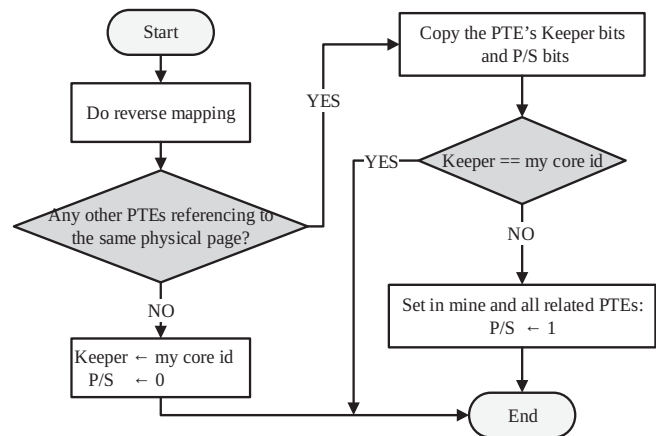 Start
Do reverse mapping
Any other PTEs referencing to
the same physical page?
NO
Keeper ← my core id
P/S ← 0
YES
Copy the PTE’s Keeper bits
and P/S bits
Keeper == my core id
YES
NO
Set in mine and all related PTEs:
P/S ← 1
End